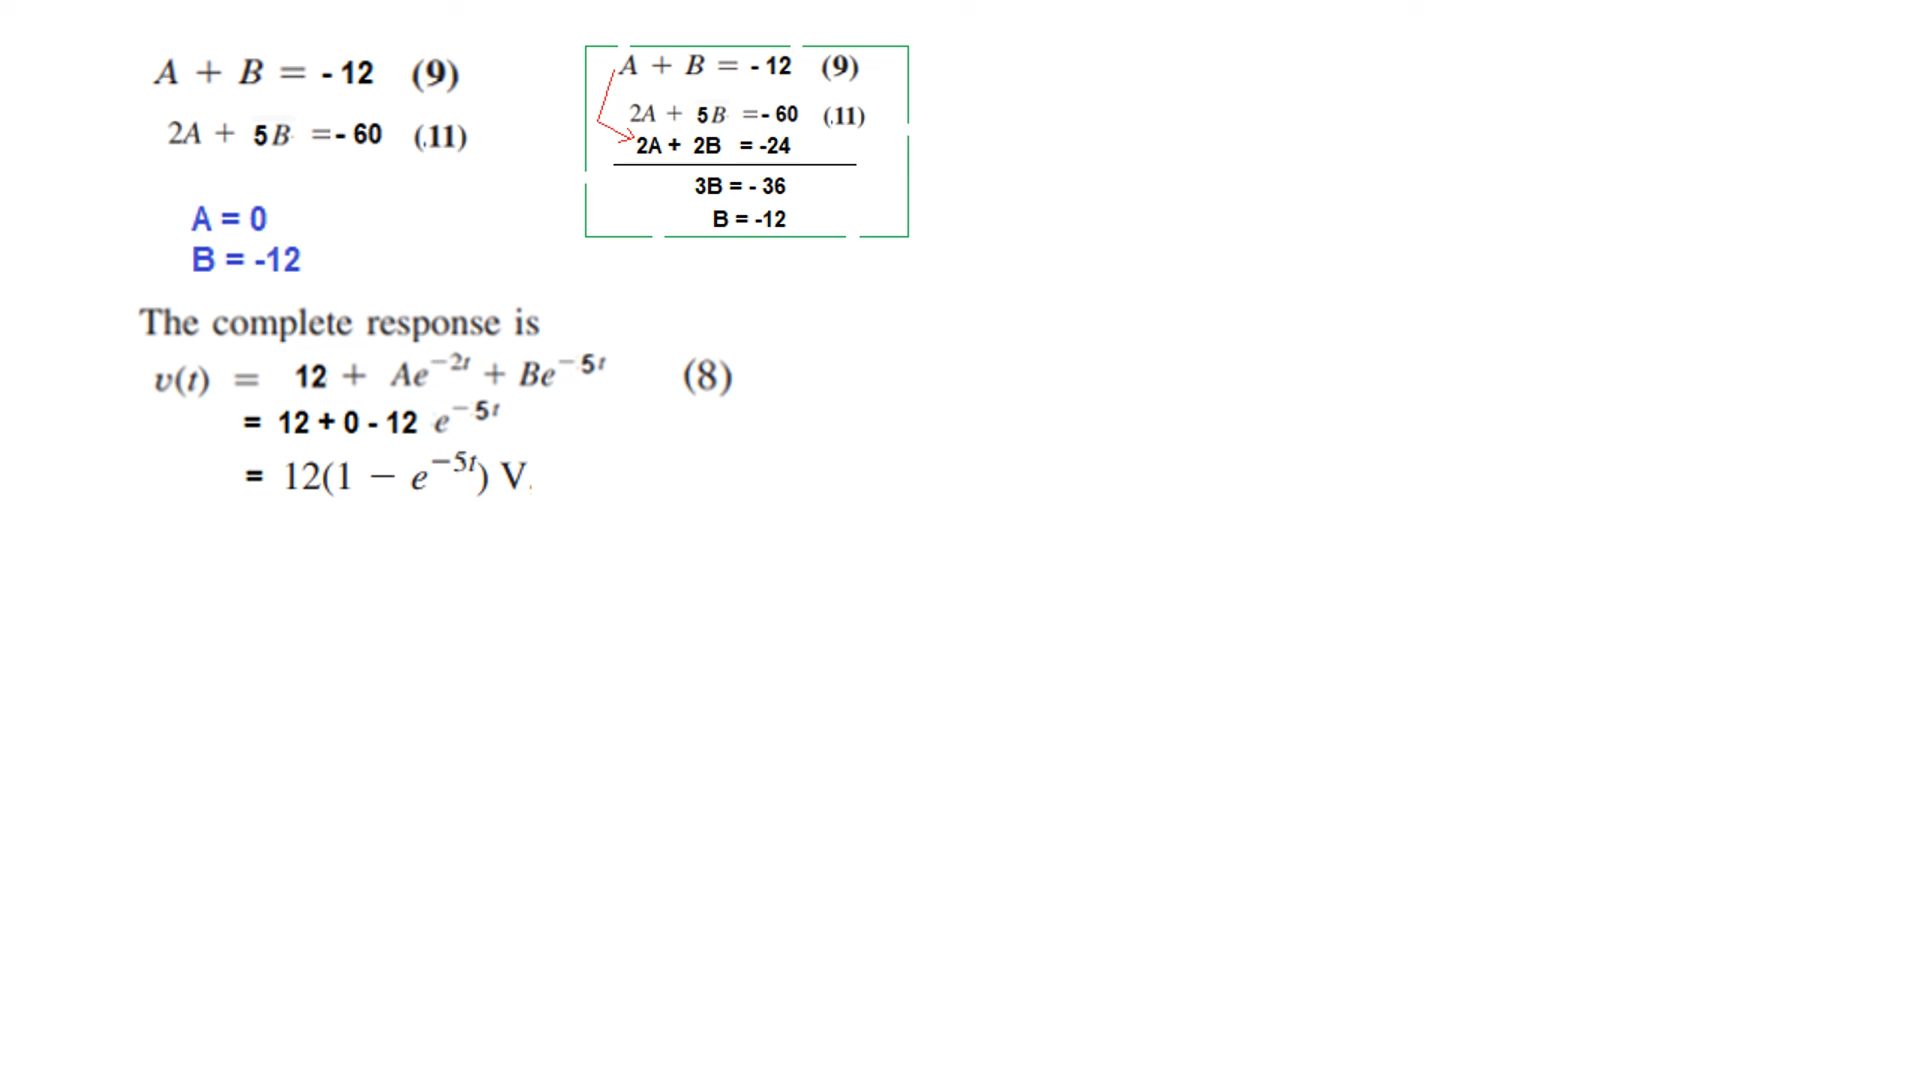 A + B = - 12 (9)
2A + 5B = - 60 (.11)
A = 0
B = -12
A + B = - 12 (9)
2A + 5B = - 60 (.11)
2A + 2B = -24
3B = - 36
B = -12
The complete response is
v(t) = 12 + Ae^{-2t} + Be^{-5t} (8)
= 12 + 0 - 12 e^{-5t}
= 12(1 − e^{-5t}) V.